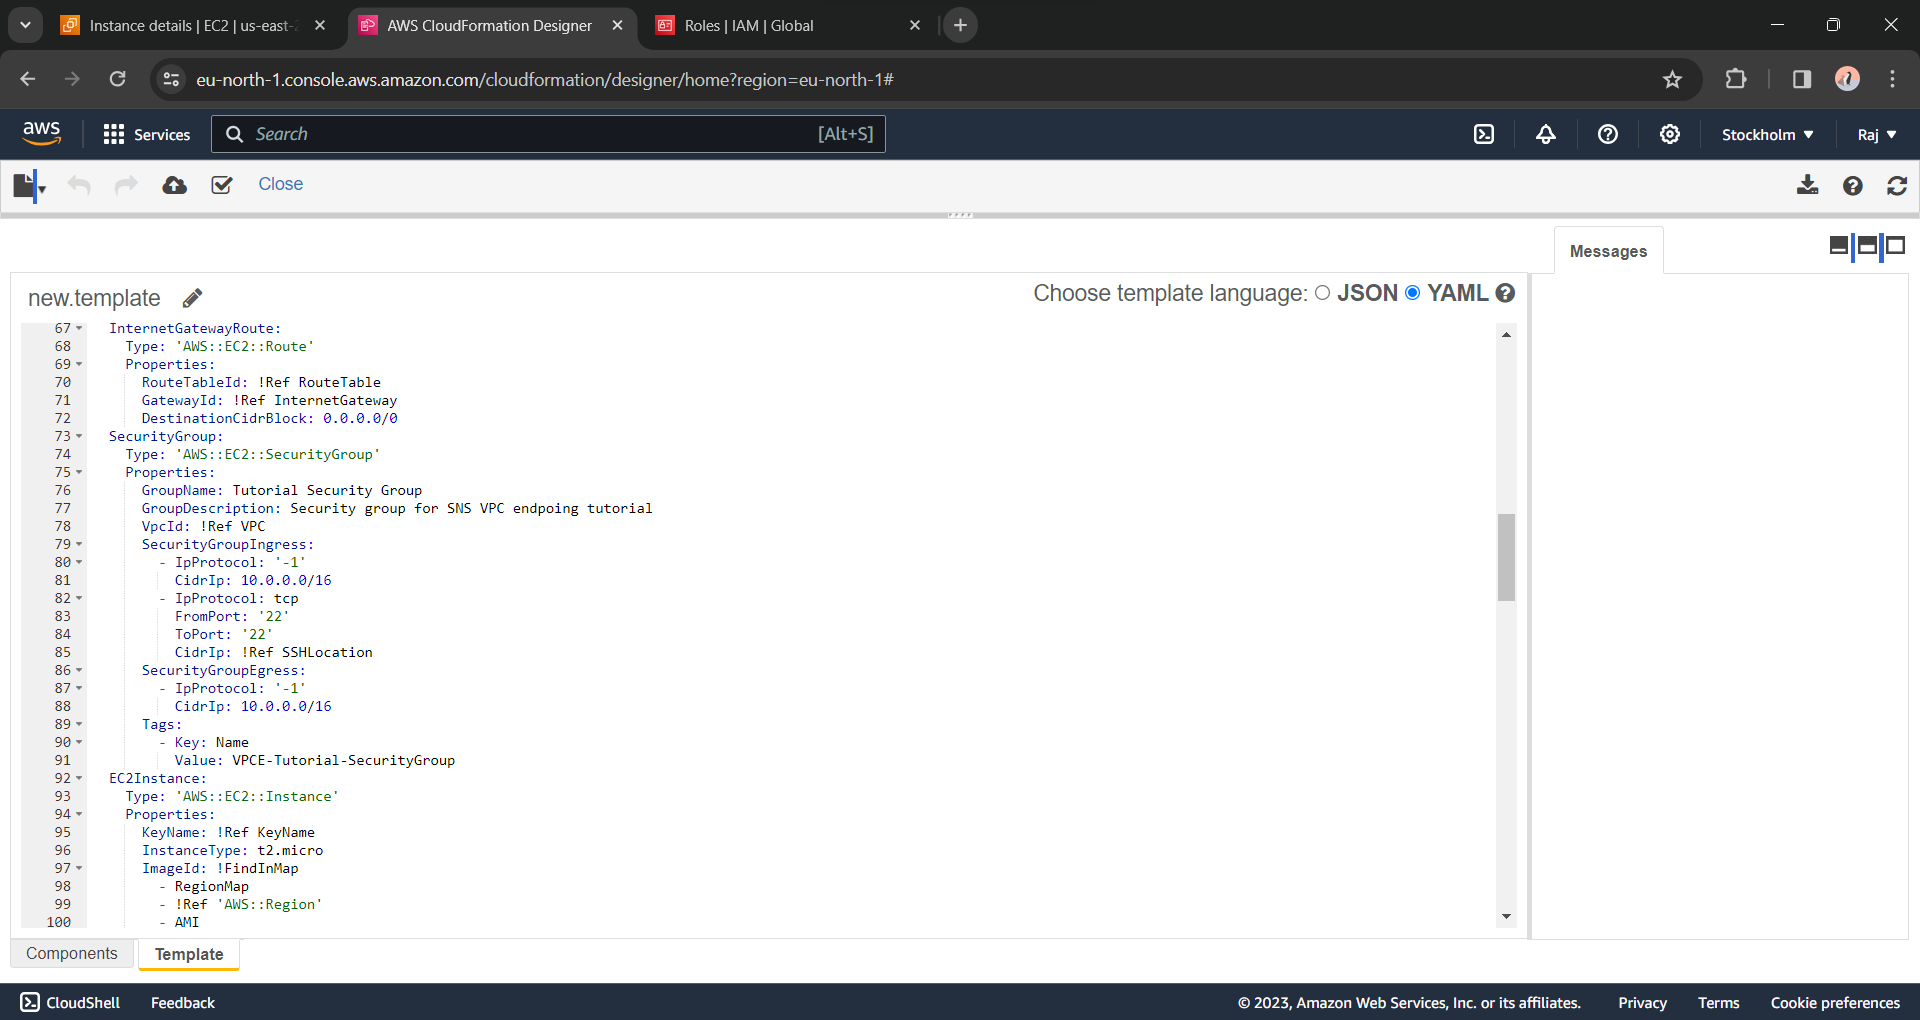 Instance details | EC2 | us-east-
AWS CloudFormation Designer
Roles | IAM | Global
eu-north-1.console.aws.amazon.com/cloudformation/designer/home?region=eu-north-1#
aws
Services
Search
[Alt+S]
Stockholm
Raj
Close
Messages
new.template
Choose template language: JSON YAML
67 InternetGatewayRoute:
68 Type: 'AWS::EC2::Route'
69 Properties:
70 RouteTableId: !Ref RouteTable
71 GatewayId: !Ref InternetGateway
72 DestinationCidrBlock: 0.0.0.0/0
73 SecurityGroup:
74 Type: 'AWS::EC2::SecurityGroup'
75 Properties:
76 GroupName: Tutorial Security Group
77 GroupDescription: Security group for SNS VPC endpoing tutorial
78 VpcId: !Ref VPC
79 SecurityGroupIngress:
80 - IpProtocol: '-1'
81 CidrIp: 10.0.0.0/16
82 - IpProtocol: tcp
83 FromPort: '22'
84 ToPort: '22'
85 CidrIp: !Ref SSHLocation
86 SecurityGroupEgress:
87 - IpProtocol: '-1'
88 CidrIp: 10.0.0.0/16
89 Tags:
90 - Key: Name
91 Value: VPCE-Tutorial-SecurityGroup
92 EC2Instance:
93 Type: 'AWS::EC2::Instance'
94 Properties:
95 KeyName: !Ref KeyName
96 InstanceType: t2.micro
97 ImageId: !FindInMap
98 - RegionMap
99 - !Ref 'AWS::Region'
100 - AMI
Components
Template
CloudShell
Feedback
© 2023, Amazon Web Services, Inc. or its affiliates.
Privacy
Terms
Cookie preferences